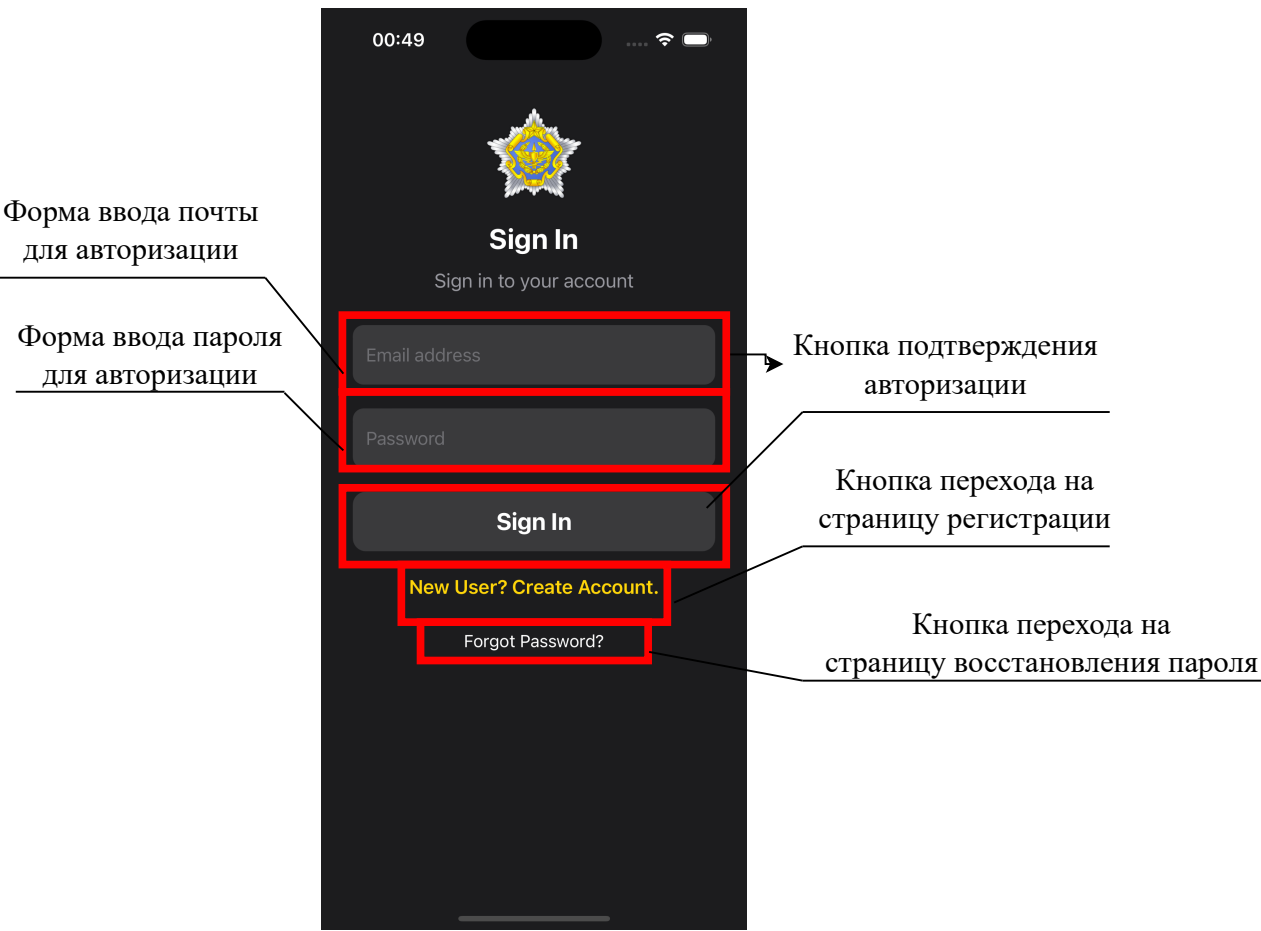 00:49
Форма ввода почты
для авторизации
Sign In
Sign in to your account
Форма ввода пароля
для авторизации
Email address
Кнопка подтверждения
авторизации
Password
Кнопка перехода на
страницу регистрации
Sign In
New User? Create Account.
Forgot Password?
Кнопка перехода на
страницу восстановления пароля